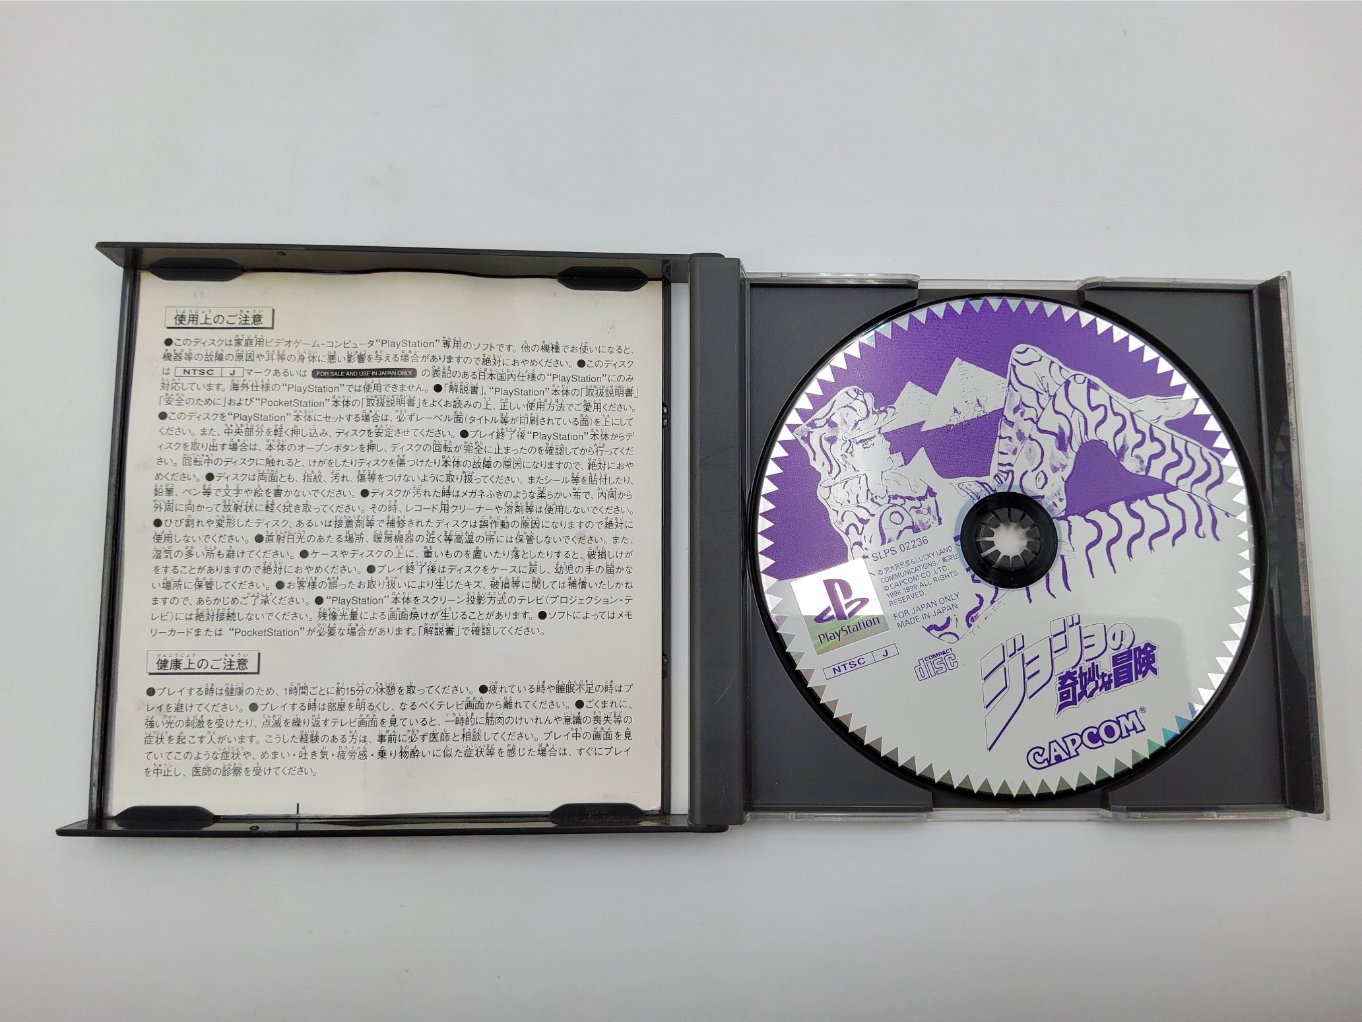 使用上のご注意
●このディスクは家庭用ビデオゲーム・コンピュータ“PlayStation”専用のソフトです。他の機種でお使いになると、
機器等の故障の原因や耳等の身体に悪い影響を与える場合がありますので絶対におやめください。●このディスク
は NTSC J マークあるいは FOR SALE AND USE IN JAPAN ONLY の表記のある日本国内仕様の“PlayStation”にのみ
対応しています。海外仕様の“PlayStation”では使用できません。●「解説書」、“PlayStation”本体の「取扱説明書」
「安全のために」および“PocketStation”本体の「取扱説明書」をよくお読みの上、正しい使用方法でご愛用ください。
●このディスクを“PlayStation”本体にセットする場合は、必ずレーベル面(タイトル等が印刷されている面)を上にして
ください。また、中央部分を軽く押し込み、ディスクを安定させてください。●プレイ終了後“PlayStation”本体からデ
ィスクを取り出す場合は、本体のオープンボタンを押し、ディスクの回転が完全に止まったのを確認してから行ってくだ
さい。回転中のディスクに触れると、けがをしたりディスクを傷つけたり本体の故障の原因になりますので、絶対におや
めください。●ディスクは両面とも、指紋、汚れ、傷等をつけないように取り扱ってください。またシール等を貼付したり、
鉛筆、ペン等で文字や絵を書かないでください。●ディスクが汚れた時はメガネふきのような柔らかい布で、内周から
外周に向かって放射状に軽く拭き取ってください。その時、レコード用クリーナーや溶剤等は使用しないでください。
●ひび割れや変形したディスク、あるいは接着剤等で補修されたディスクは誤作動の原因になりますので絶対に
使用しないでください。●直射日光のあたる場所、暖房機器の近く等高温の所には保管しないでください。また、
湿気の多い所も避けてください。●ケースやディスクの上に、重いものを置いたり落としたりすると、破損しけが
をすることがありますので絶対におやめください。●プレイ終了後はディスクをケースに戻し、幼児の手の届かな
い場所に保管してください。●お客様の誤ったお取り扱いにより生じたキズ、破損等に関しては補償いたしかね
ますので、あらかじめご了承ください。●“PlayStation”本体をスクリーン投影方式のテレビ(プロジェクション・テ
レビ)には絶対接続しないでください。残像光量による画面焼けが生じることがあります。●ソフトによってはメモ
リーカードまたは “PocketStation”が必要な場合があります。「解説書」で確認してください。
健康上のご注意
●プレイする時は健康のため、1時間ごとに約15分の休憩を取ってください。●疲れている時や睡眠不足の時はプ
レイを避けてください。●プレイする時は部屋を明るくし、なるべくテレビ画面から離れてください。●ごくまれに、
強い光の刺激を受けたり、点滅を繰り返すテレビ画面を見ていると、一時的に筋肉のけいれんや意識の喪失等の
症状を起こす人がいます。こうした経験のある方は、事前に必ず医師と相談してください。プレイ中の画面を見
ていてこのような症状や、めまい・吐き気・疲労感・乗り物酔いに似た症状等を感じた場合は、すぐにプレイ
を中止し、医師の診察を受けてください。
SLPS 02236
© 荒木飛呂彦&LUCKY LAND
COMMUNICATIONS/集英社
© CAPCOM CO.,LTD.
1998,1999 ALL RIGHTS
RESERVED.
FOR JAPAN ONLY
MADE IN JAPAN
PlayStation
NTSC J
COMPACT
disc
ジョジョの
奇妙な冒険
CAPCOM®